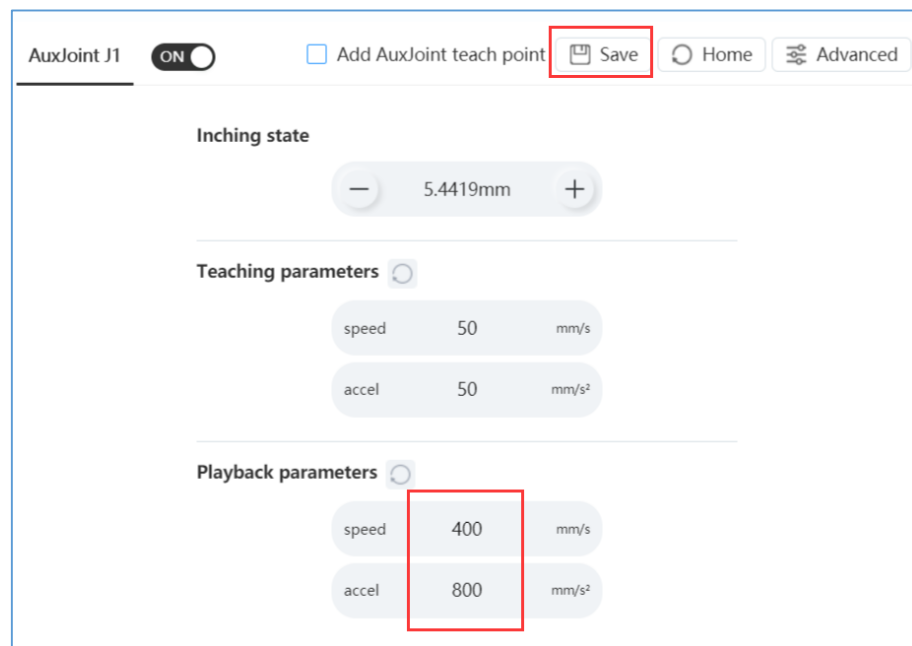 AuxJoint J1 ON Add AuxJoint teach point Save Home Advanced
Inching state
− 5.4419mm +
Teaching parameters
speed 50 mm/s
accel 50 mm/s²
Playback parameters
speed 400 mm/s
accel 800 mm/s²